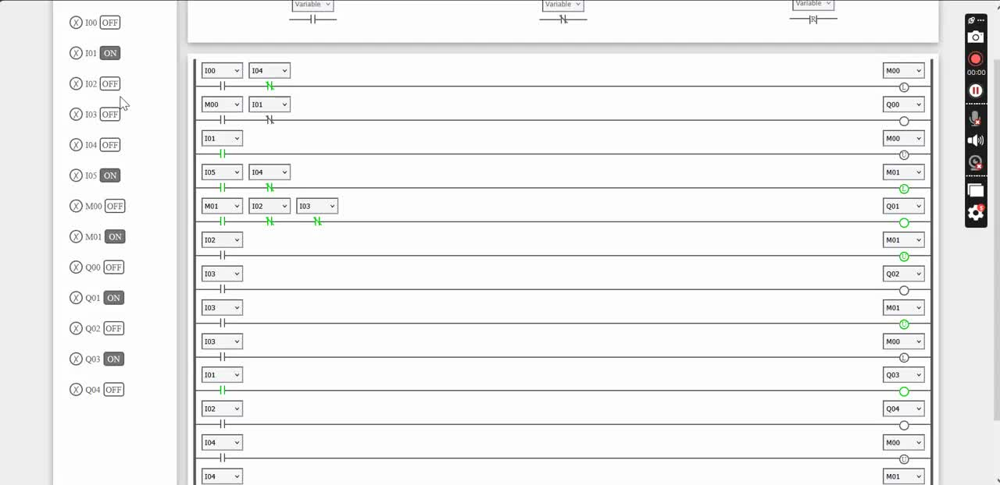 Variable Variable Variable
R
I00 OFF
I01 ON
I02 OFF
I03 OFF
I04 OFF
I05 ON
M00 OFF
M01 ON
Q00 OFF
Q01 ON
Q02 OFF
Q03 ON
Q04 OFF
I00 I04 M00
L
M00 I01 Q00
I01 M00
U
I05 I04 M01
L
M01 I02 I03 Q01
I02 M01
U
I03 Q02
I03 M01
U
I03 M00
L
I01 Q03
I02 Q04
I04 M00
U
I04 M01
00:00
5